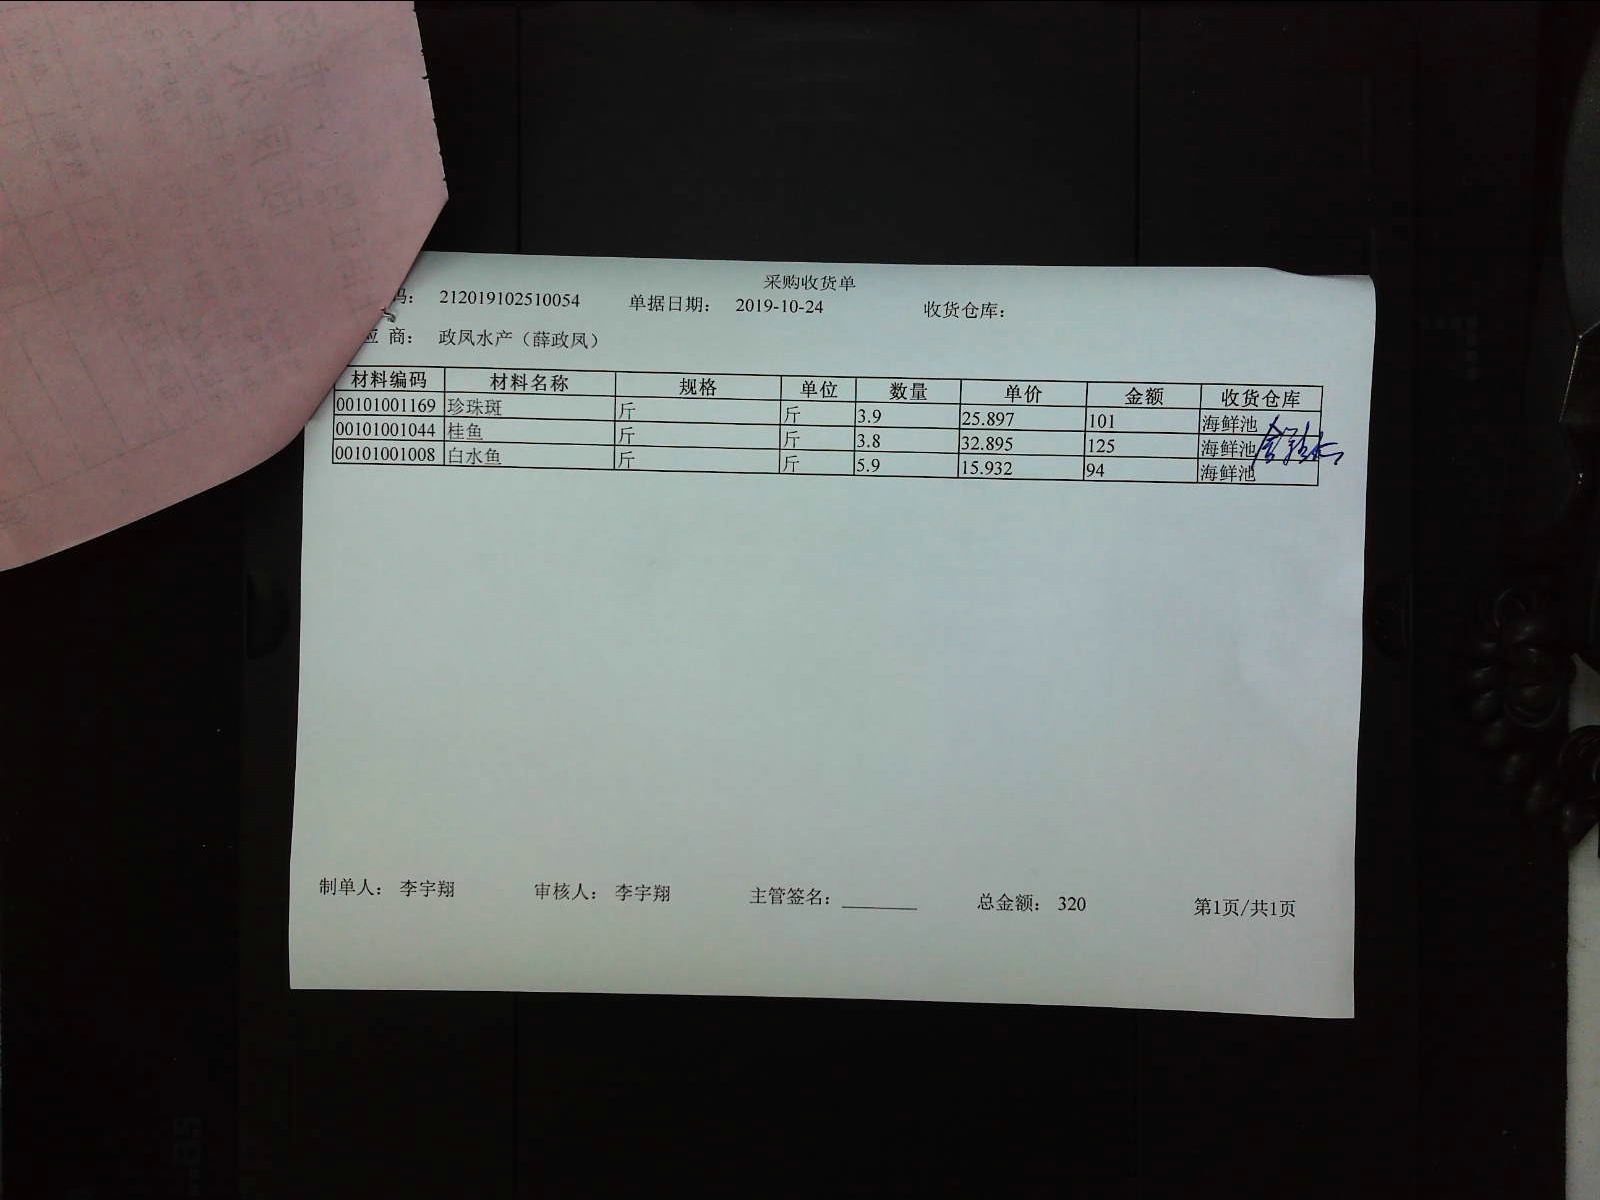 采购收货单
码： 212019102510054 单据日期： 2019-10-24 收货仓库：
应 商： 政凤水产（薛政凤）
材料编码 材料名称 规格 单位 数量 单价 金额 收货仓库
00101001169 珍珠斑 斤 斤 3.9 25.897 101 海鲜池
00101001044 桂鱼 斤 斤 3.8 32.895 125 海鲜池
00101001008 白水鱼 斤 斤 5.9 15.932 94 海鲜池
制单人： 李宇翔 审核人： 李宇翔 主管签名： 总金额： 320 第1页/共1页